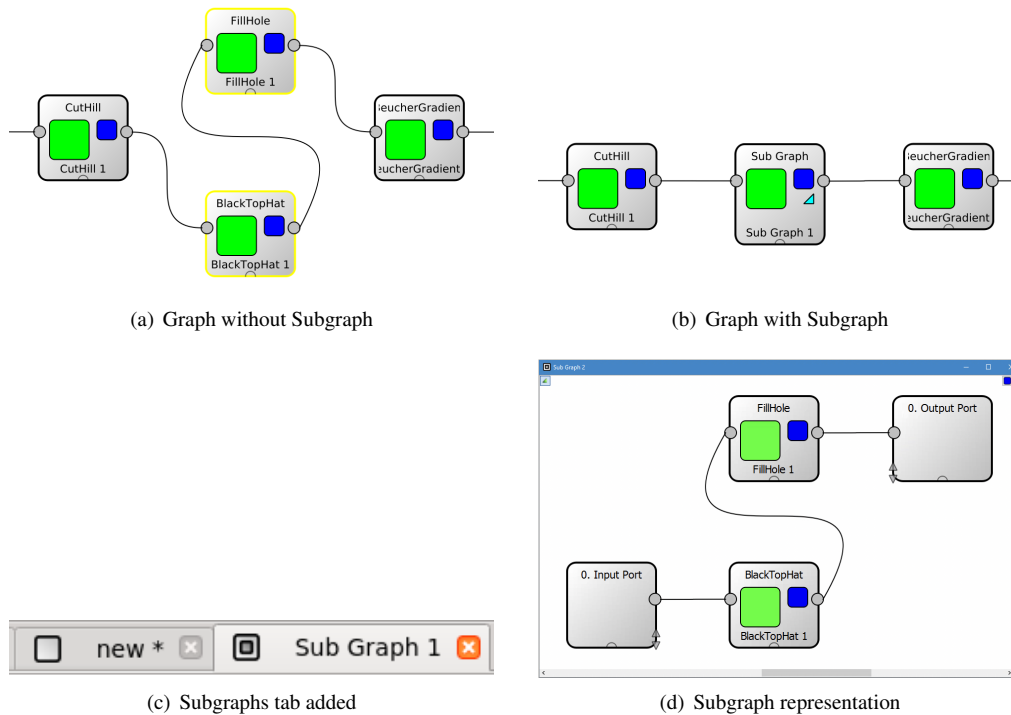 FillHole
FillHole 1
CutHill
CutHill 1
BeucherGradien
eucherGradient
BlackTopHat
BlackTopHat 1
(a) Graph without Subgraph
CutHill
CutHill 1
Sub Graph
Sub Graph 1
BeucherGradien
eucherGradient
(b) Graph with Subgraph
new *
Sub Graph 1
(c) Subgraphs tab added
Sub Graph 2
FillHole
FillHole 1
0. Output Port
0. Input Port
BlackTopHat
BlackTopHat 1
(d) Subgraph representation